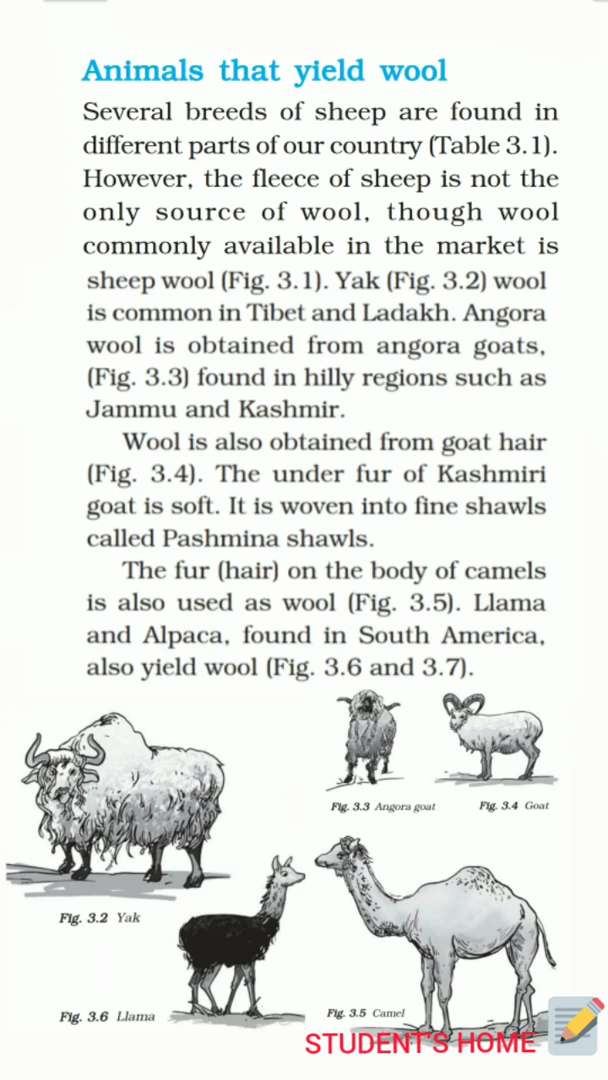 Animals that yield wool
Several breeds of sheep are found in
different parts of our country (Table 3.1).
However, the fleece of sheep is not the
only source of wool, though wool
commonly available in the market is
sheep wool (Fig. 3.1). Yak (Fig. 3.2) wool
is common in Tibet and Ladakh. Angora
wool is obtained from angora goats,
(Fig. 3.3) found in hilly regions such as
Jammu and Kashmir.
Wool is also obtained from goat hair
(Fig. 3.4). The under fur of Kashmiri
goat is soft. It is woven into fine shawls
called Pashmina shawls.
The fur (hair) on the body of camels
is also used as wool (Fig. 3.5). Llama
and Alpaca, found in South America,
also yield wool (Fig. 3.6 and 3.7).
Fig. 3.3 Angora goat
Fig. 3.4 Goat
Fig. 3.2 Yak
Fig. 3.6 Llama
Fig. 3.5 Camel
STUDENT'S HOME